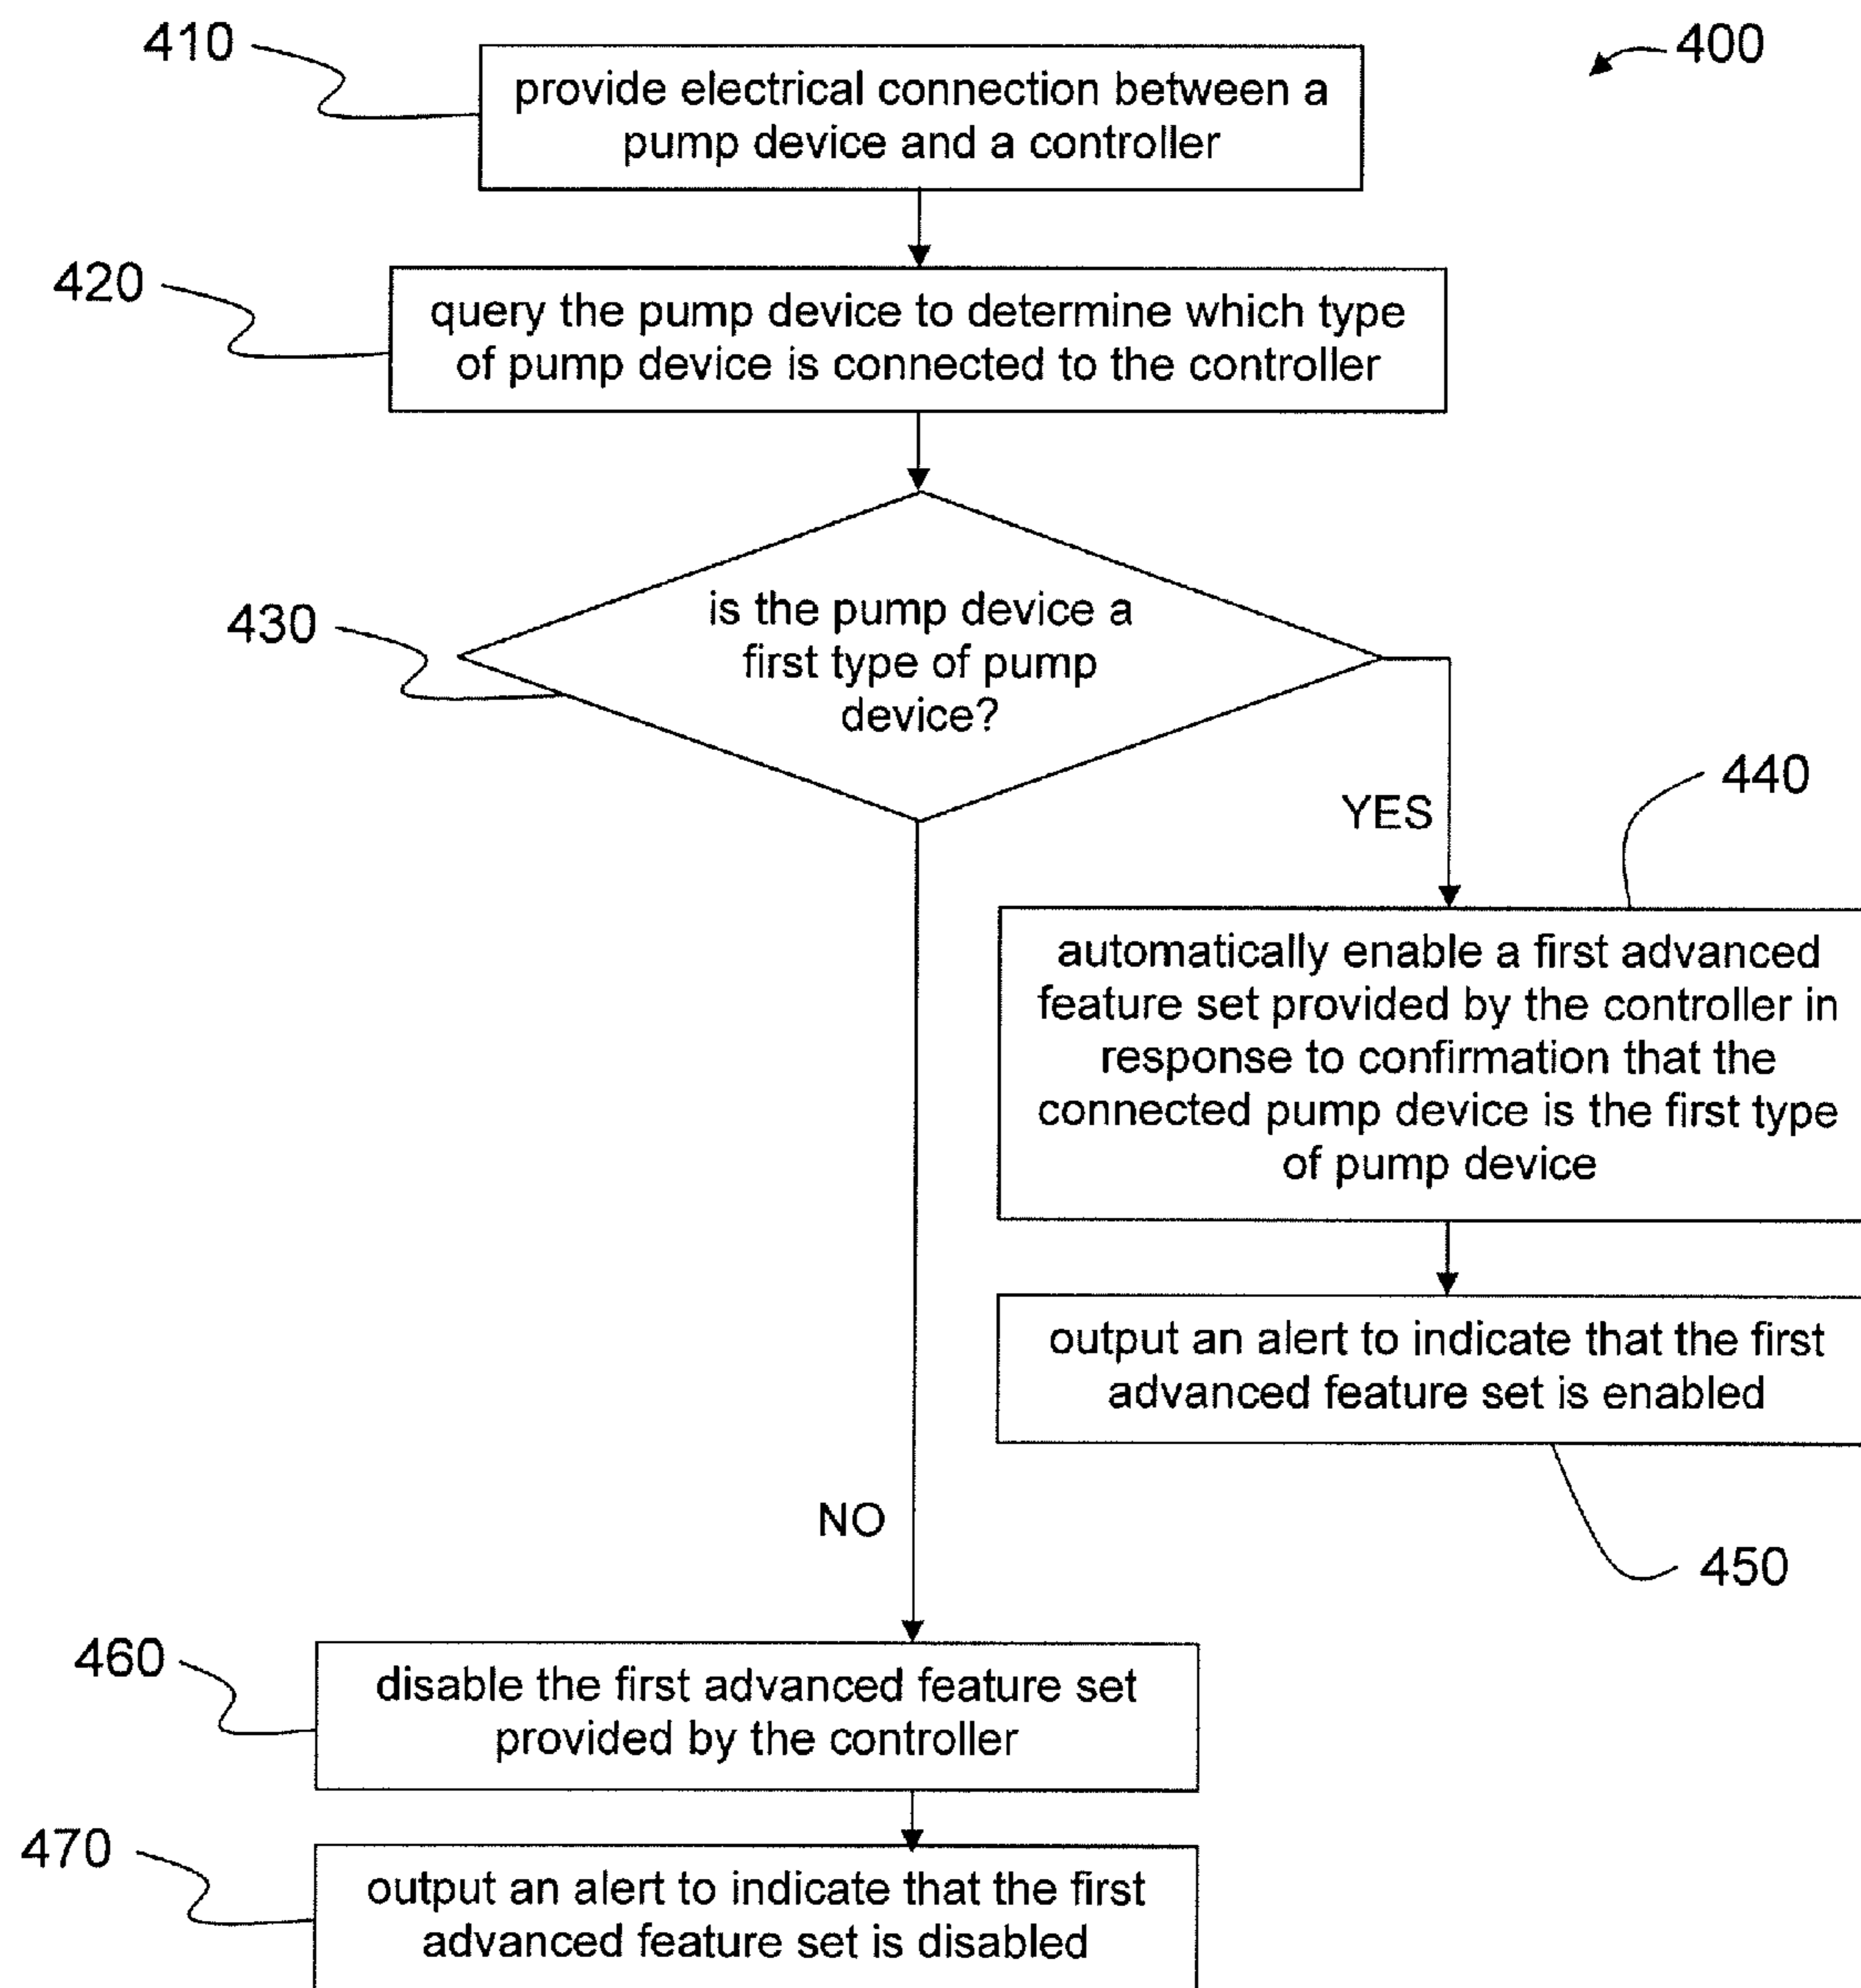 410
400
provide electrical connection between a
pump device and a controller
420
query the pump device to determine which type
of pump device is connected to the controller
430
is the pump device a
first type of pump
device?
440
YES
automatically enable a first advanced
feature set provided by the controller in
response to confirmation that the
connected pump device is the first type
of pump device
output an alert to indicate that the first
advanced feature set is enabled
NO
450
460
disable the first advanced feature set
provided by the controller
470
output an alert to indicate that the first
advanced feature set is disabled